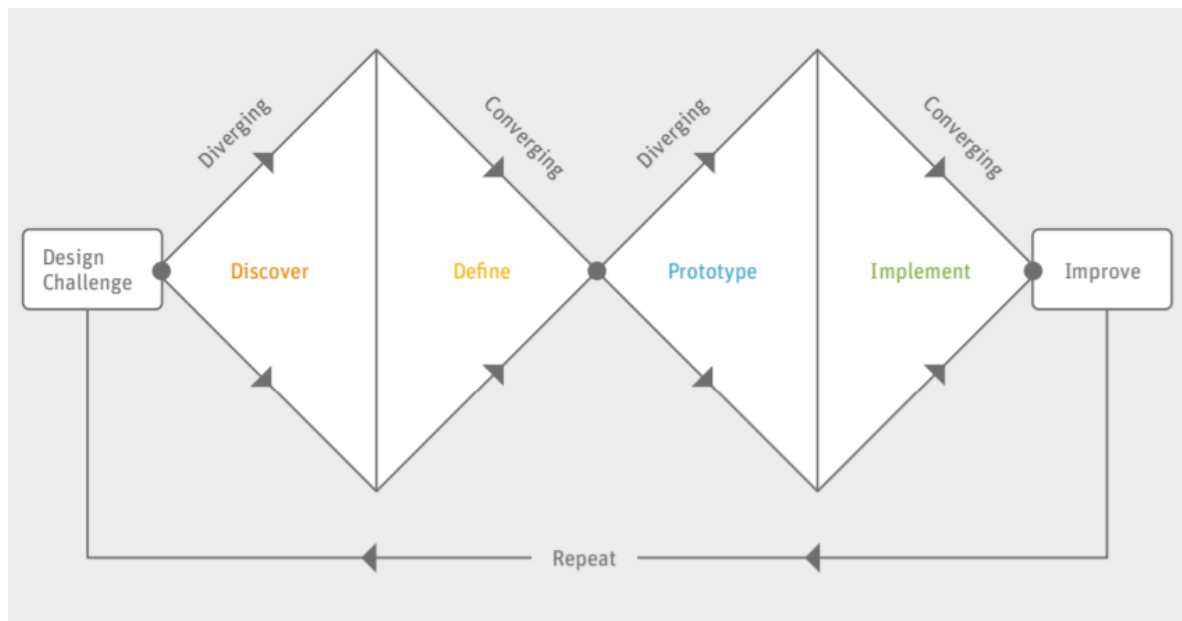 Diverging
Converging
Diverging
Converging
Design
Challenge
Discover
Define
Prototype
Implement
Improve
Repeat